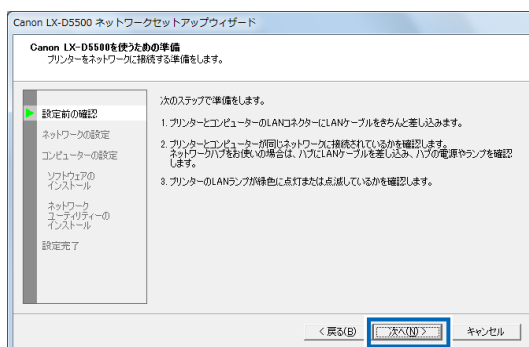 Canon LX-D5500 ネットワークセットアップウィザード
Canon LX-D5500を使うための準備
プリンターをネットワークに接続する準備をします。
設定前の確認
ネットワークの設定
コンピューターの設定
ソフトウェアの
インストール
ネットワーク
ユーティリティーの
インストール
設定完了
次のステップで準備をします。
1. プリンターとコンピューターのLANコネクターにLANケーブルをきちんと差し込みます。
2. プリンターとコンピューターが同じネットワークに接続されているかを確認します。
ネットワークハブをお使いの場合は、ハブにLANケーブルを差し込み、ハブの電源やランプを確認
します。
3. プリンターのLANランプが緑色に点灯または点滅しているかを確認します。
< 戻る(B)
次へ(N) >
キャンセル